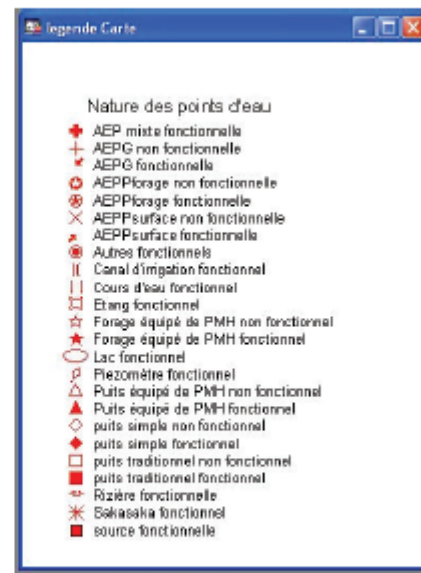 legende Carte
Nature des points d'eau
AEP mixte fonctionnelle
AEPG non fonctionnelle
AEPG fonctionnelle
AEPPforage non fonctionnelle
AEPPforage fonctionnelle
AEPPsurface non fonctionnelle
AEPPsurface fonctionnelle
Autres fonctionnels
Canal d'irrigation fonctionnel
Cours d'eau fonctionnel
Etang fonctionnel
Forage équipé de PMH non fonctionnel
Forage équipé de PMH fonctionnel
Lac fonctionnel
Piezomètre fonctionnel
Puits équipé de PMH non fonctionnel
Puits équipé de PMH fonctionnel
puits simple non fonctionnel
puits simple fonctionnel
puits traditionnel non fonctionnel
puits traditionnel fonctionnel
Rizière fonctionnelle
Sakasaka fonctionnel
source fonctionnelle